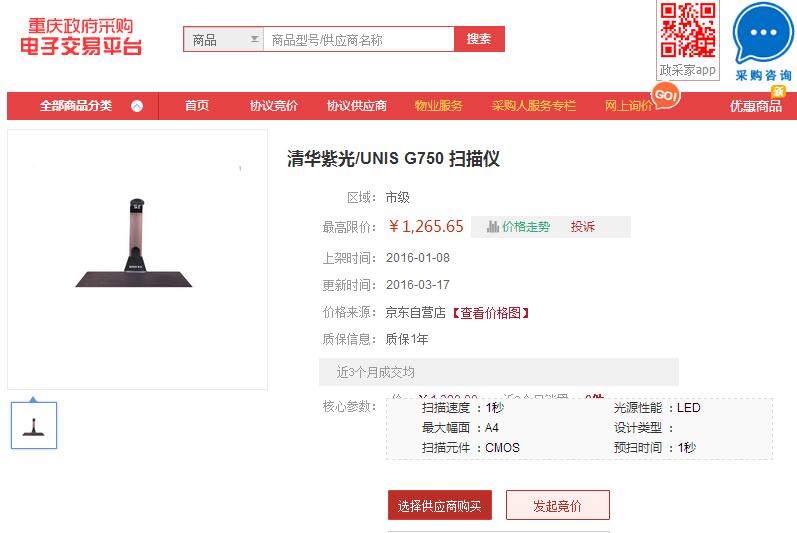 重庆政府采购
电子交易平台
商品
商品型号/供应商名称
搜索
政采家app
采购咨询
全部商品分类
首页
协议竞价
协议供应商
物业服务
采购人服务专栏
网上询价
GO!
新
优惠商品
清华紫光/UNIS G750 扫描仪
区域： 市级
最高限价： ￥1,265.65 价格走势 投诉
上架时间： 2016-01-08
更新时间： 2016-03-17
价格来源： 京东自营店【查看价格图】
质保信息： 质保1年
近3个月成交均
核心参数：
扫描速度 ：1秒 光源性能 ：LED
最大幅面 ：A4 设计类型 ：
扫描元件 ：CMOS 预扫时间 ：1秒
选择供应商购买
发起竞价